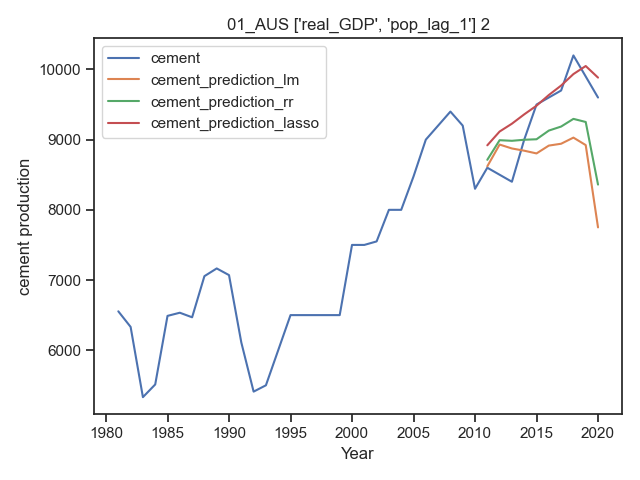 01_AUS ['real_GDP', 'pop_lag_1'] 2
cement
cement_prediction_lm
cement_prediction_rr
cement_prediction_lasso
cement production
10000
9000
8000
7000
6000
1980 1985 1990 1995 2000 2005 2010 2015 2020
Year